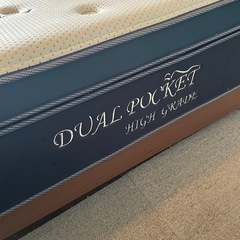 DUAL POCKET
HIGH GRADE